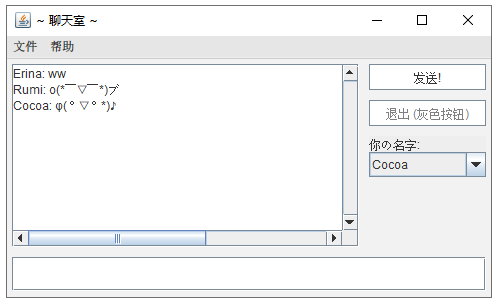 ~ 聊天室 ~
文件 帮助
Erina: ww
Rumi: o(*￣▽￣*)ブ
Cocoa: φ(゜▽゜*)♪
发送!
退出 (灰色按钮)
你の名字:
Cocoa